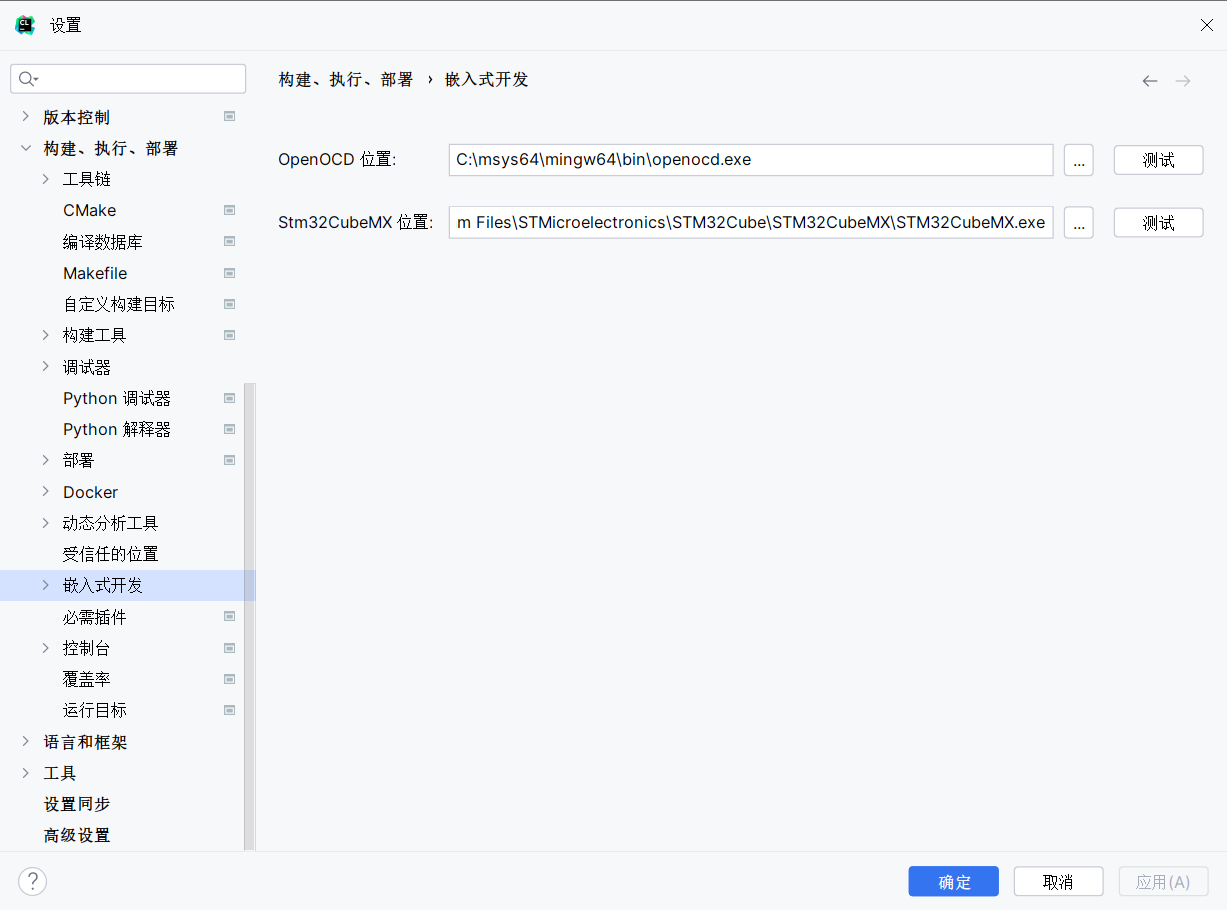 设置
构建、执行、部署 › 嵌入式开发
版本控制
构建、执行、部署
工具链
CMake
编译数据库
Makefile
自定义构建目标
构建工具
调试器
Python 调试器
Python 解释器
部署
Docker
动态分析工具
受信任的位置
嵌入式开发
必需插件
控制台
覆盖率
运行目标
语言和框架
工具
设置同步
高级设置
OpenOCD 位置: C:\msys64\mingw64\bin\openocd.exe ... 测试
Stm32CubeMX 位置: m Files\STMicroelectronics\STM32Cube\STM32CubeMX\STM32CubeMX.exe ... 测试
? 确定 取消 应用(A)